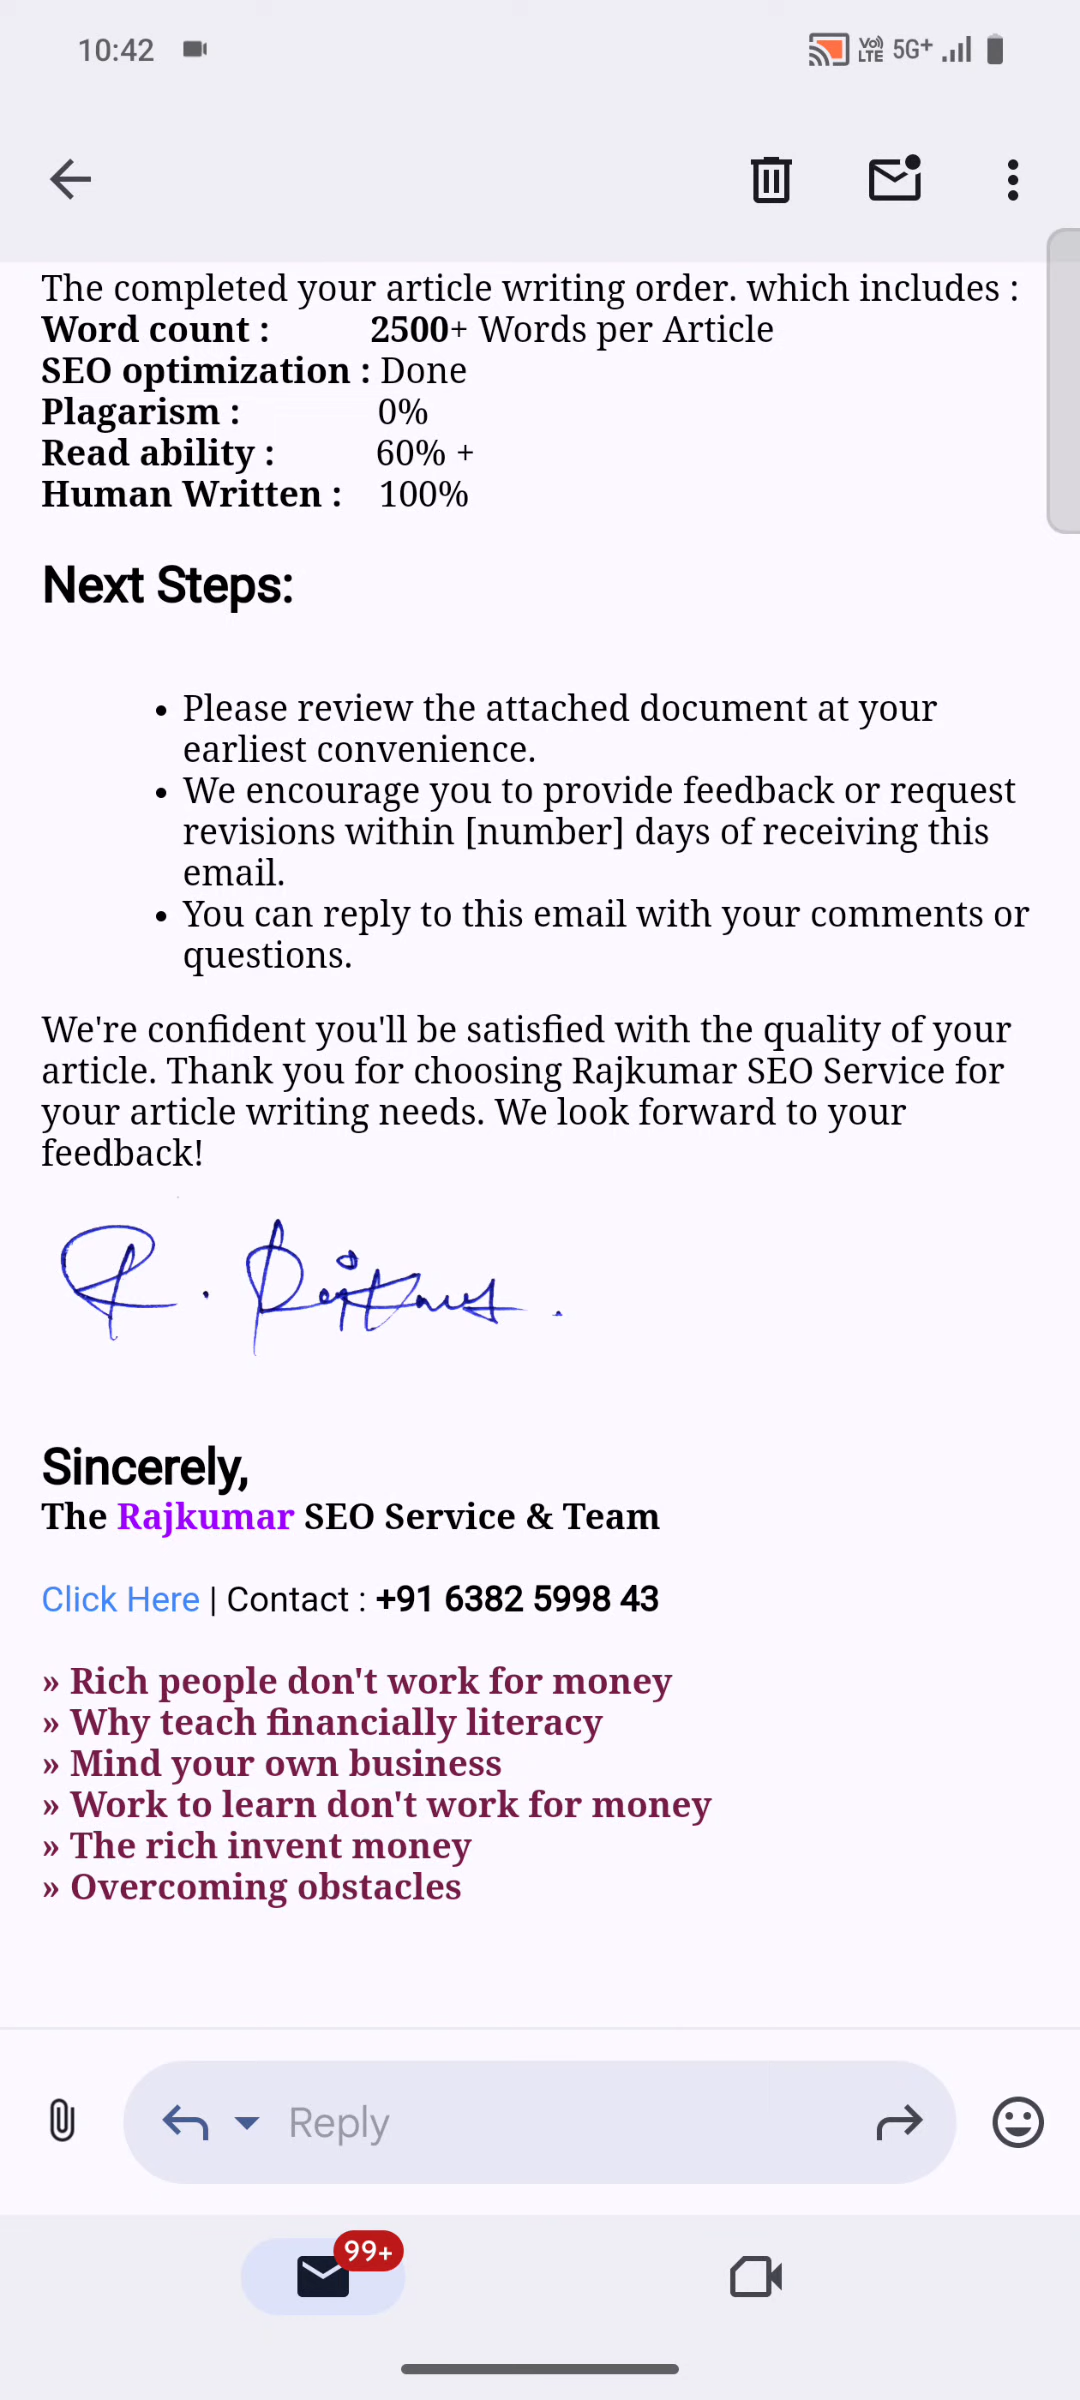 10:42
Vo)) LTE 5G+
The completed your article writing order. which includes :
Word count : 2500+ Words per Article
SEO optimization : Done
Plagarism : 0%
Read ability : 60% +
Human Written : 100%
Next Steps:
• Please review the attached document at your
earliest convenience.
• We encourage you to provide feedback or request
revisions within [number] days of receiving this
email.
• You can reply to this email with your comments or
questions.
We're confident you'll be satisfied with the quality of your
article. Thank you for choosing Rajkumar SEO Service for
your article writing needs. We look forward to your
feedback!
R.
Sincerely,
The Rajkumar SEO Service & Team
Click Here | Contact : +91 6382 5998 43
» Rich people don't work for money
» Why teach financially literacy
» Mind your own business
» Work to learn don't work for money
» The rich invent money
» Overcoming obstacles
Reply
99+